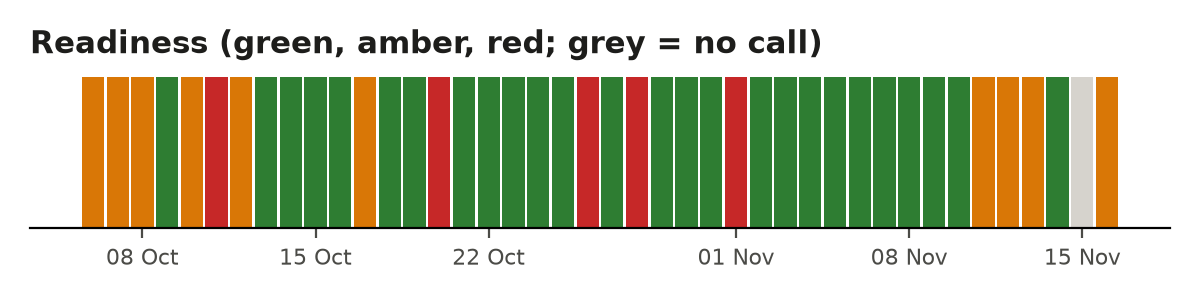 Readiness (green, amber, red; grey = no call)
08 Oct 15 Oct 22 Oct 01 Nov 08 Nov 15 Nov